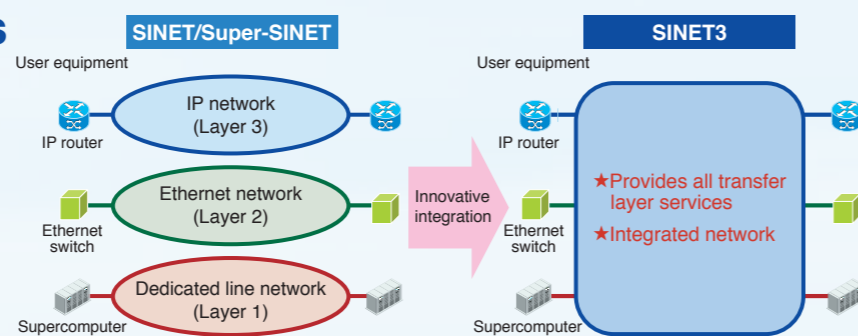 s
SINET/Super-SINET
User equipment
IP network
(Layer 3)
IP router
Ethernet network
(Layer 2)
Ethernet
switch
Dedicated line network
(Layer 1)
Supercomputer
Innovative
integration
SINET3
User equipment
IP router
★Provides all transfer
layer services
★Integrated network
Ethernet
switch
Supercomputer